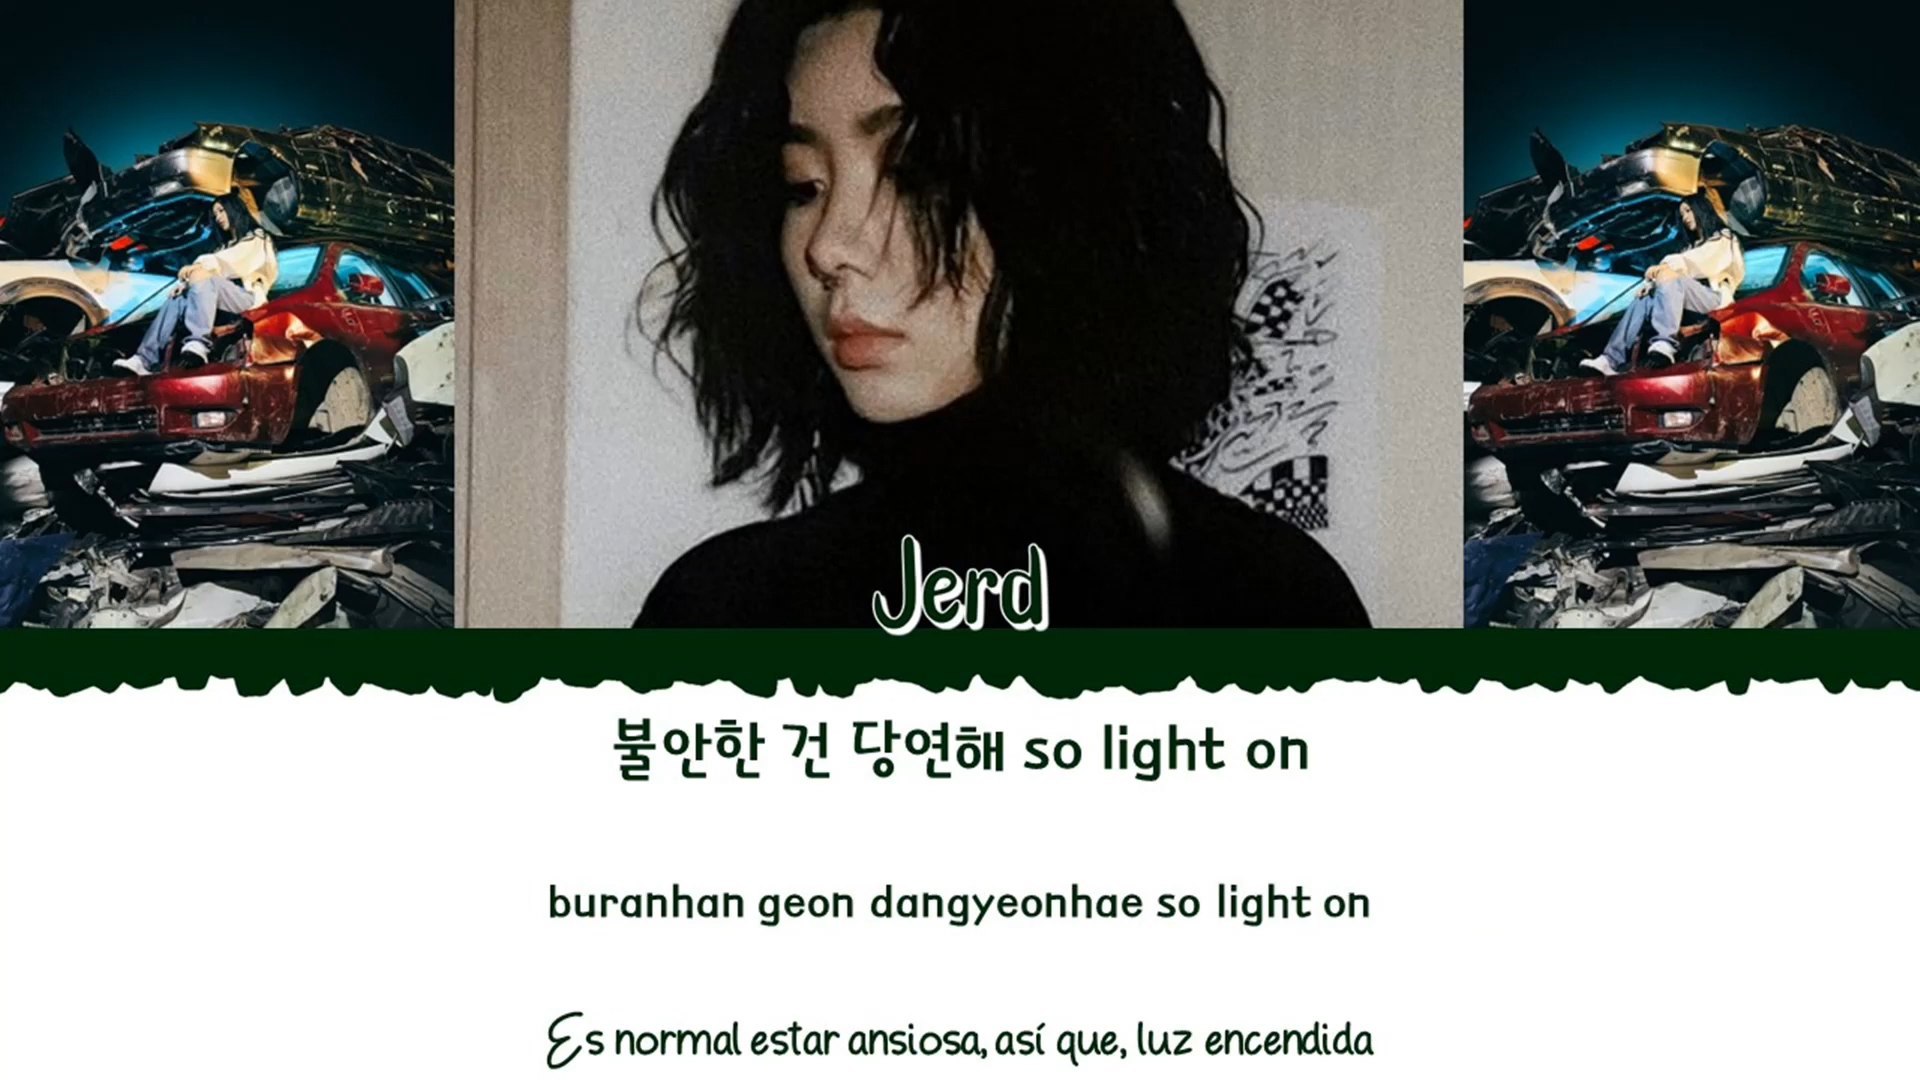 Jerd
불안한 건 당연해 so light on
buranhan geon dangyeonhae so light on
Es normal estar ansiosa, así que, luz encendida